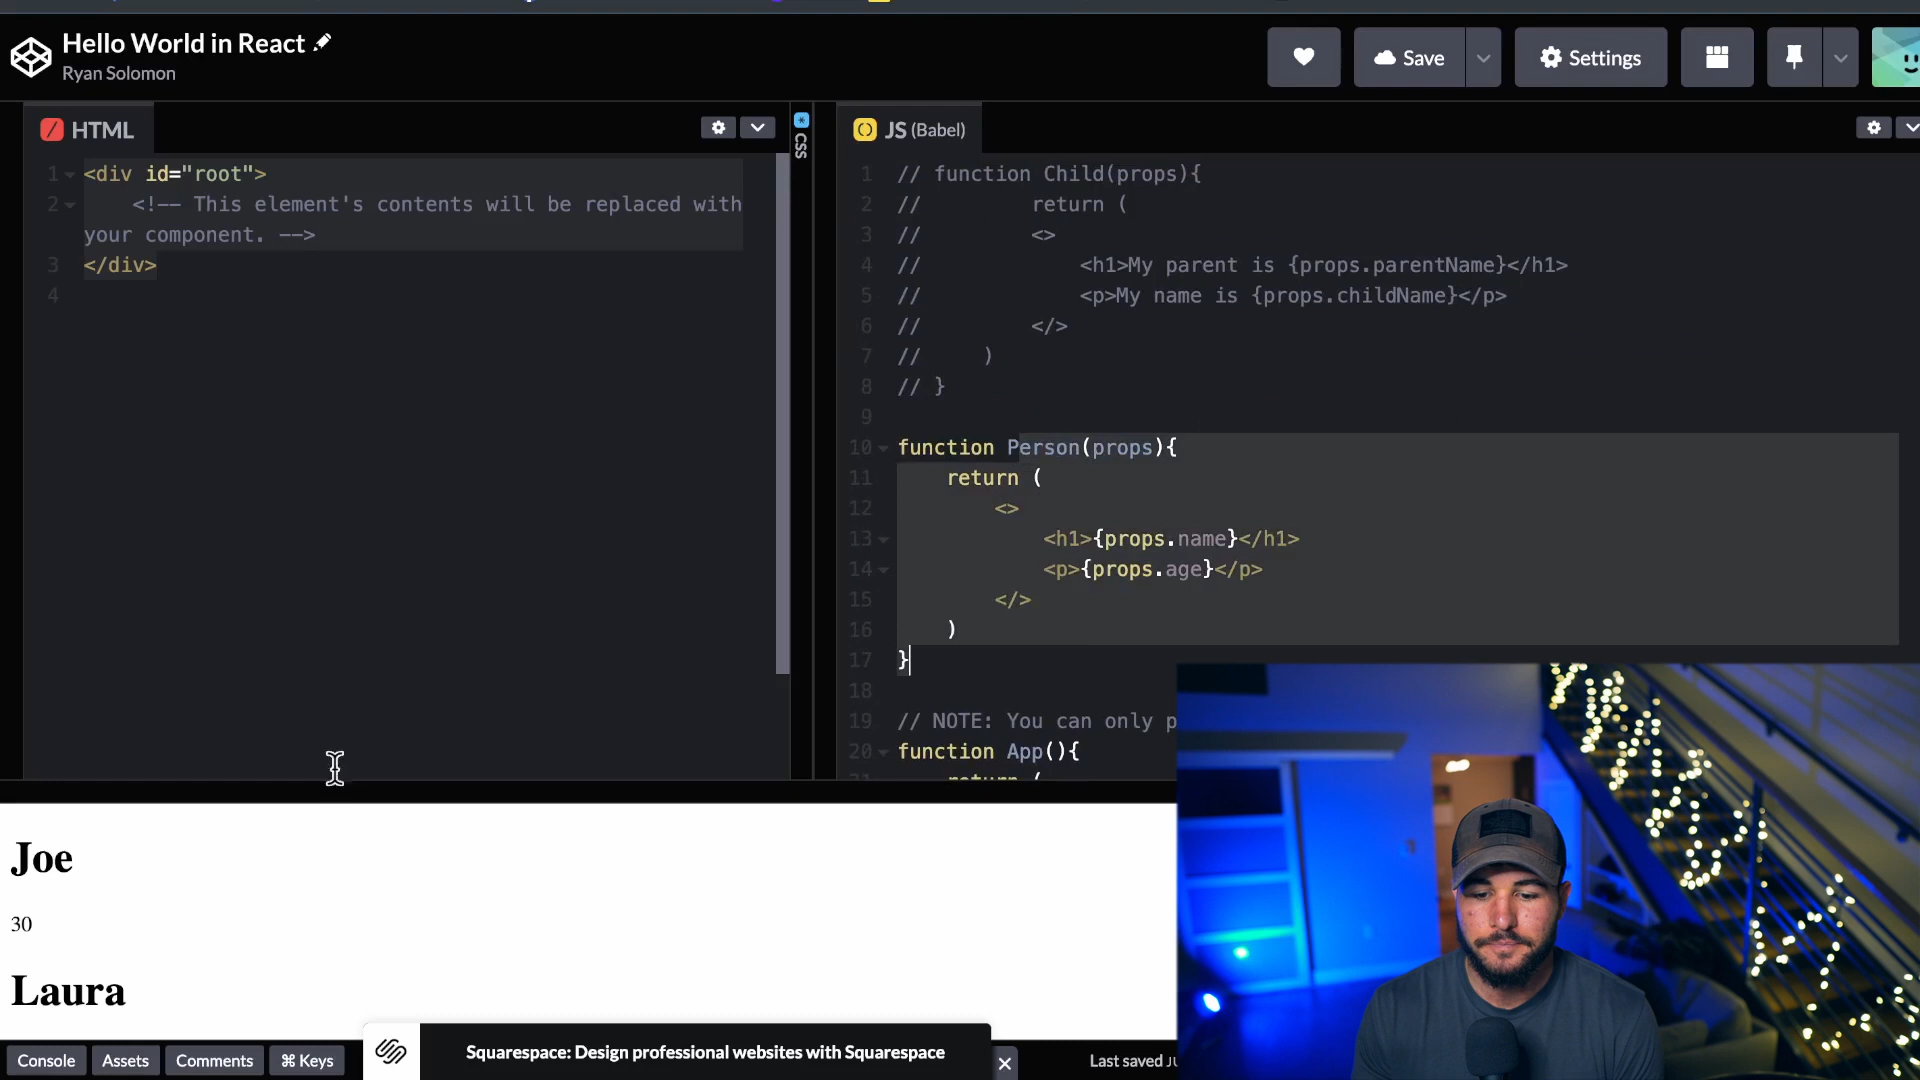 Hello World in React
Ryan Solomon
Save
Settings
HTML
CSS
JS (Babel)
1 <div id="root">
2 <!-- This element's contents will be replaced with
your component. -->
3 </div>
4
1 // function Child(props){
2 // return (
3 // <>
4 // <h1>My parent is {props.parentName}</h1>
5 // <p>My name is {props.childName}</p>
6 // </>
7 // )
8 // }
9
10 function Person(props){
11 return (
12 <>
13 <h1>{props.name}</h1>
14 <p>{props.age}</p>
15 </>
16 )
17 }
18
19 // NOTE: You can only p
20 function App(){
21 return (
Joe
30
Laura
Console
Assets
Comments
⌘ Keys
Squarespace: Design professional websites with Squarespace
Last saved